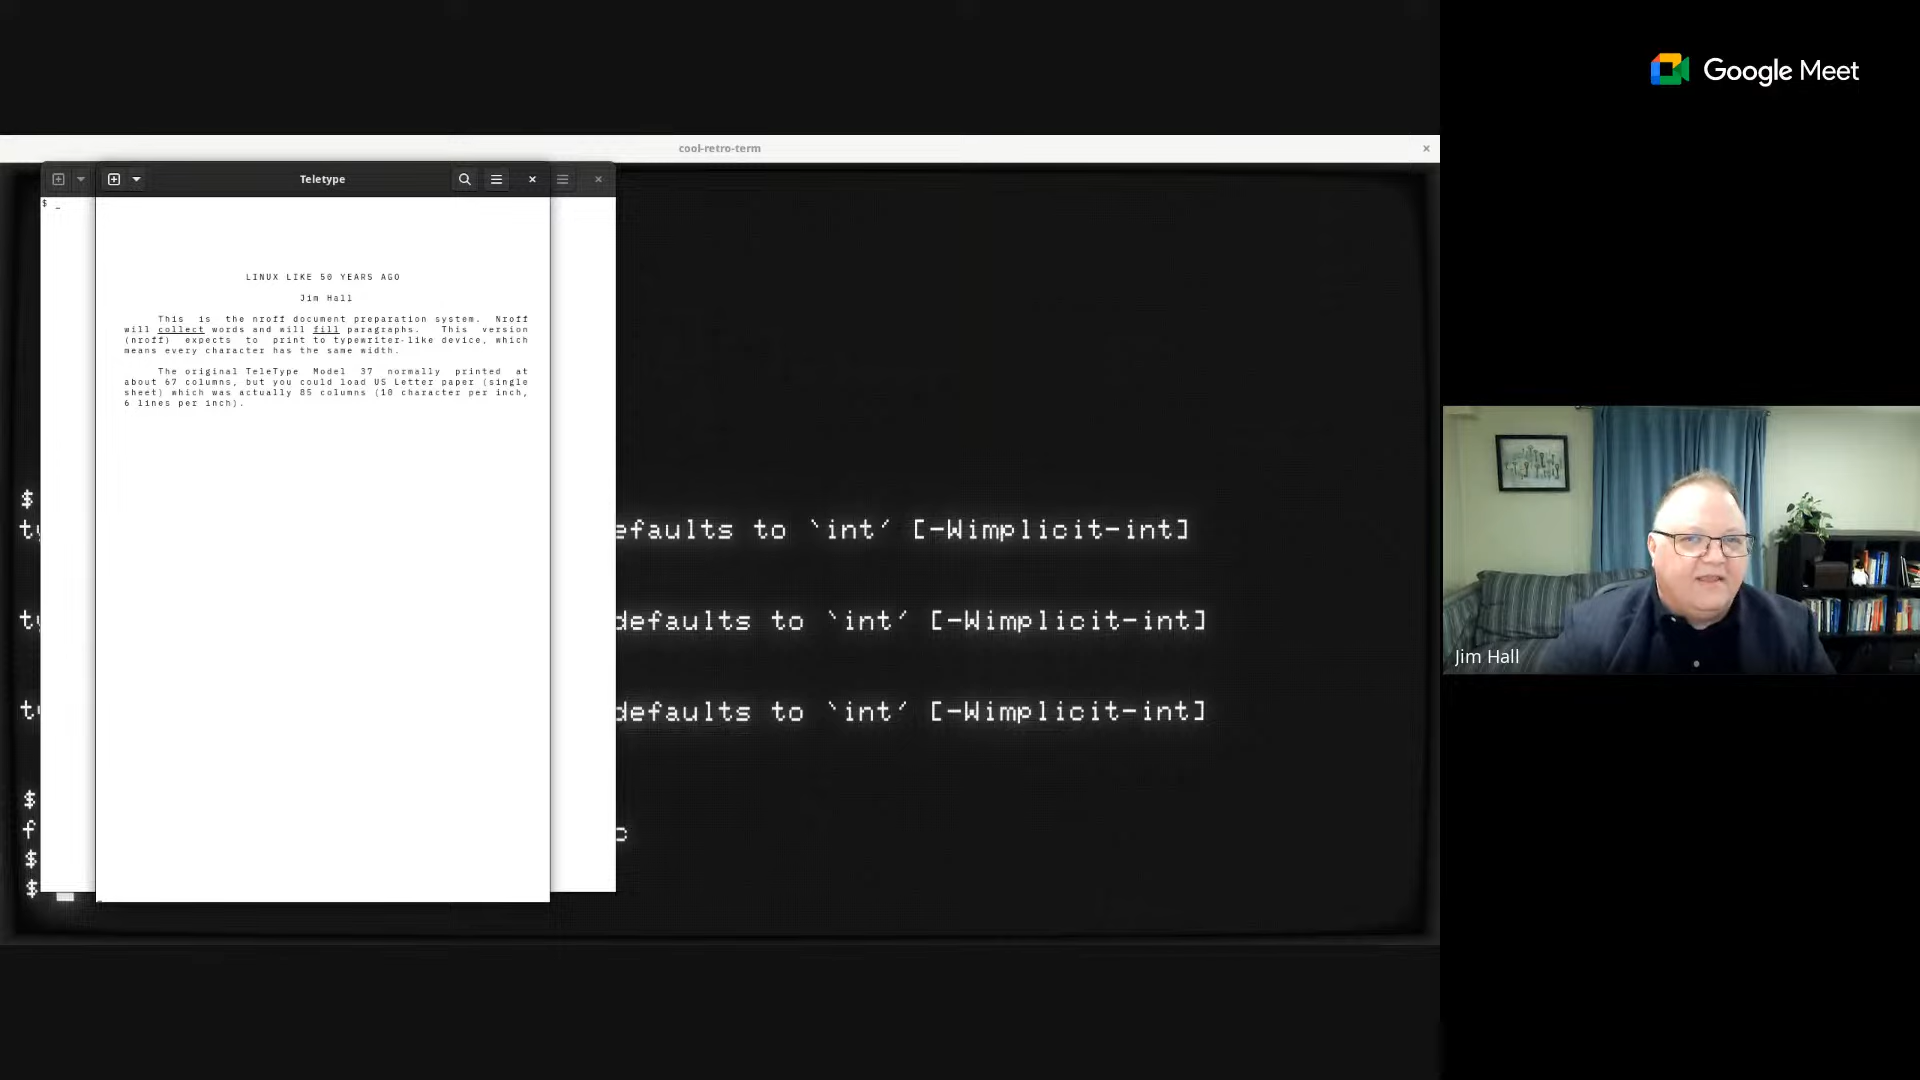 Google Meet
cool-retro-term
Teletype
$ _
LINUX LIKE 50 YEARS AGO
Jim Hall
This is the nroff document preparation system. Nroff
will collect words and will fill paragraphs. This version
(nroff) expects to print to typewriter-like device, which
means every character has the same width.
The original TeleType Model 37 normally printed at
about 67 columns, but you could load US Letter paper (single
sheet) which was actually 85 columns (10 character per inch,
6 lines per inch).
$
ty efaults to `int´ [-Wimplicit-int]
ty defaults to `int´ [-Wimplicit-int]
ty defaults to `int´ [-Wimplicit-int]
$
f c
$
$
Jim Hall